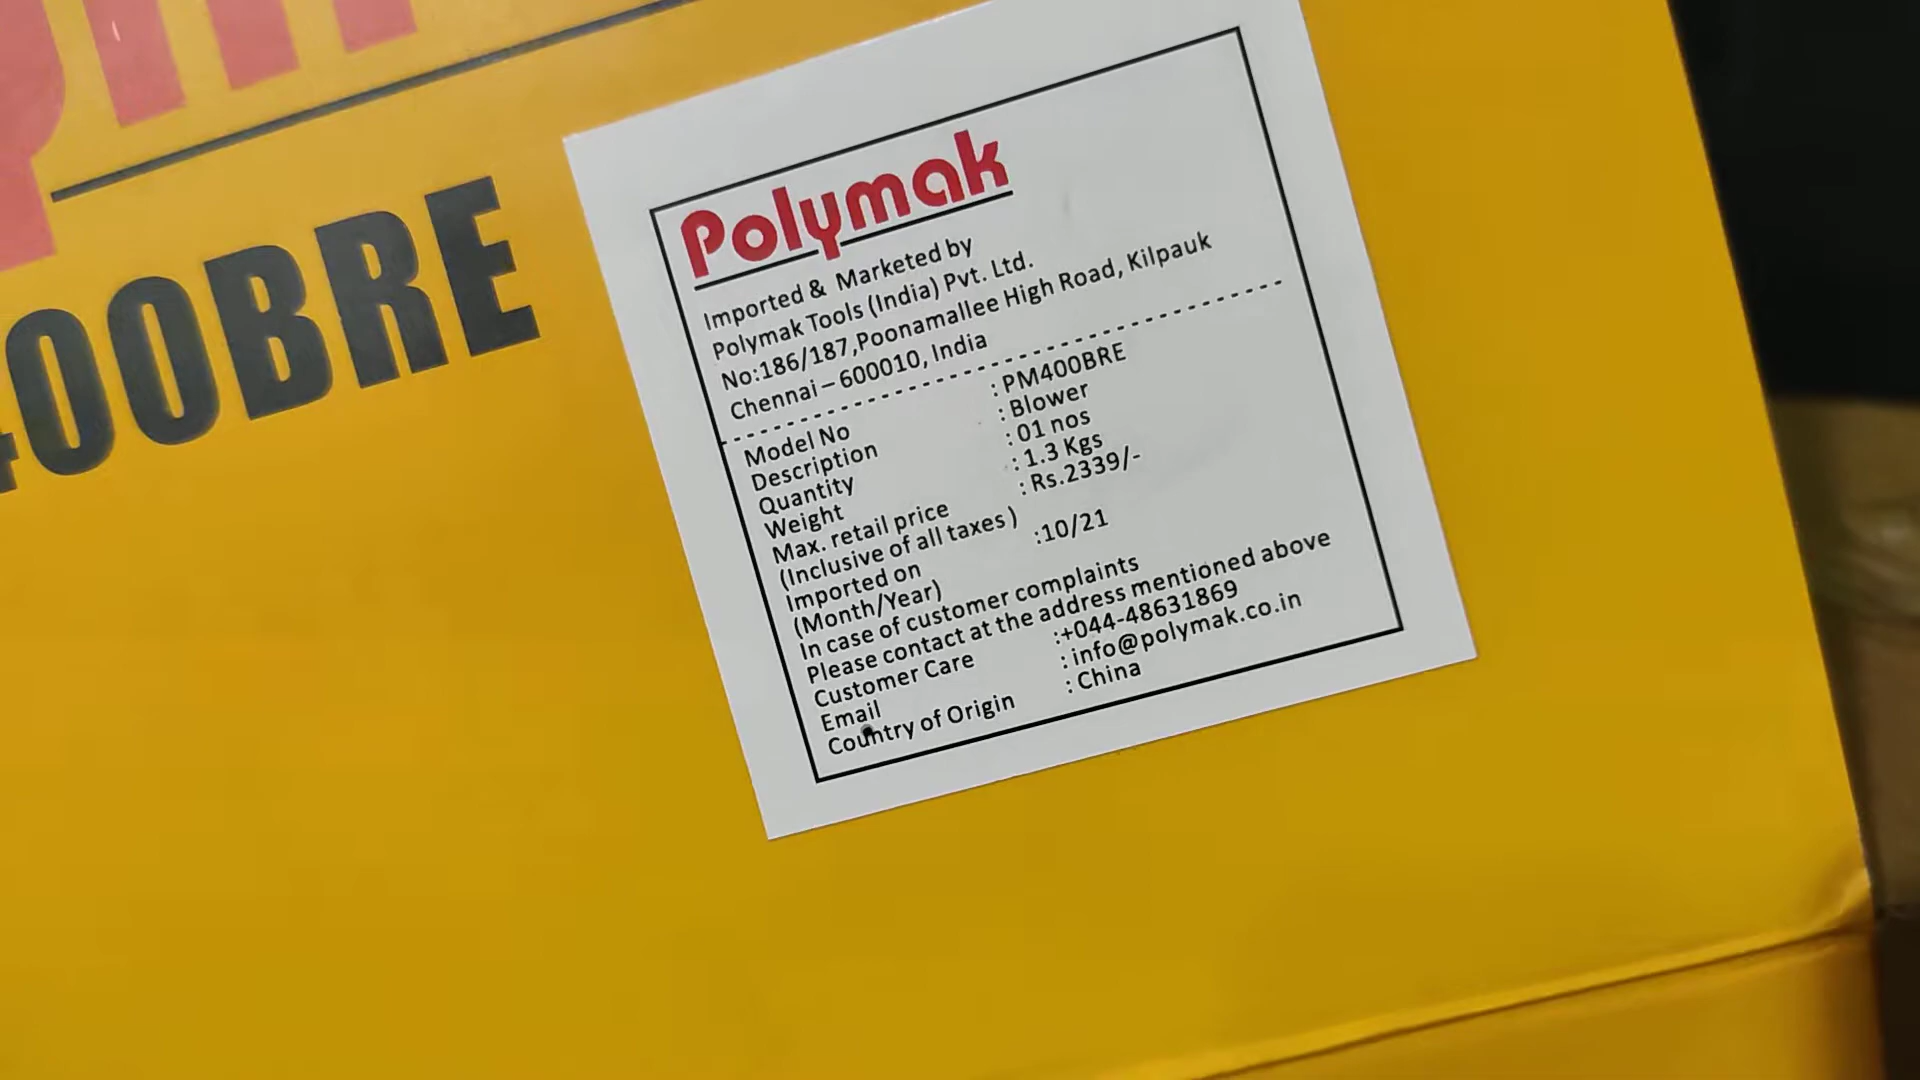 400BRE
Polymak
Imported & Marketed by
Polymak Tools (India) Pvt. Ltd.
No:186/187,Poonamallee High Road, Kilpauk
Chennai – 600010, India
Model No : PM400BRE
Description : Blower
Quantity : 01 nos
Weight : 1.3 Kgs
Max. retail price : Rs.2339/-
(Inclusive of all taxes)
Imported on :10/21
(Month/Year)
In case of customer complaints
Please contact at the address mentioned above
Customer Care :+044-48631869
Email : info@polymak.co.in
Country of Origin : China